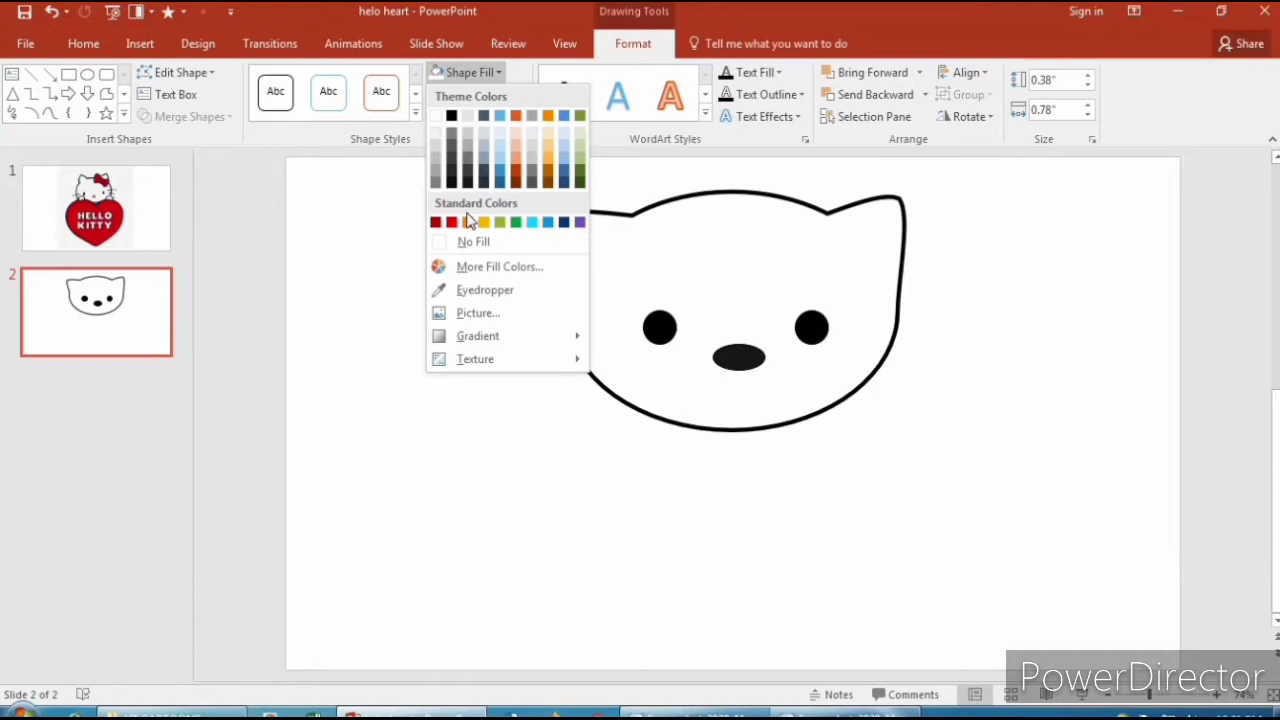 helo heart - PowerPoint
Drawing Tools
Sign in
File
Home
Insert
Design
Transitions
Animations
Slide Show
Review
View
Format
Tell me what you want to do
Share
Edit Shape
Text Box
Merge Shapes
Insert Shapes
Abc
Abc
Abc
Shape Styles
Shape Fill
Theme Colors
Standard Colors
No Fill
More Fill Colors...
Eyedropper
Picture...
Gradient
Texture
A
A
Text Fill
Text Outline
Text Effects
WordArt Styles
Bring Forward
Send Backward
Selection Pane
Align
Group
Rotate
Arrange
0.38"
0.78"
Size
1
HELLO
KITTY
2
PowerDirector
Slide 2 of 2
Notes
Comments
74%